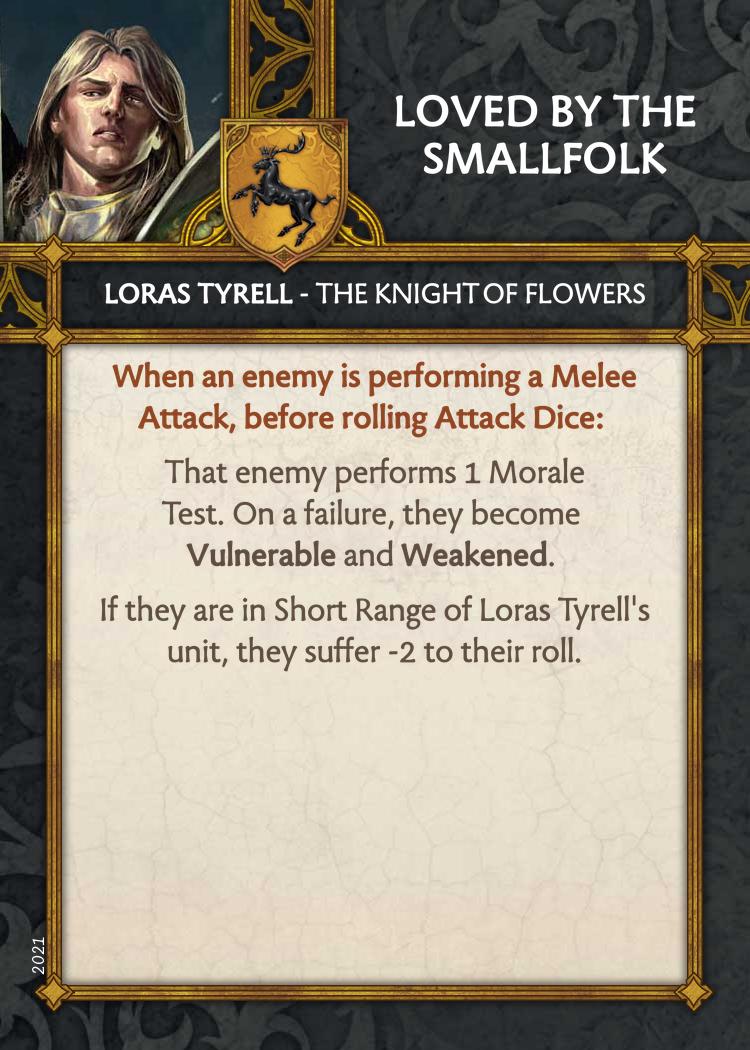 LOVED BY THE
SMALLFOLK
LORAS TYRELL - THE KNIGHT OF FLOWERS
When an enemy is performing a Melee
Attack, before rolling Attack Dice:
That enemy performs 1 Morale
Test. On a failure, they become
Vulnerable and Weakened.
If they are in Short Range of Loras Tyrell's
unit, they suffer -2 to their roll.
2021